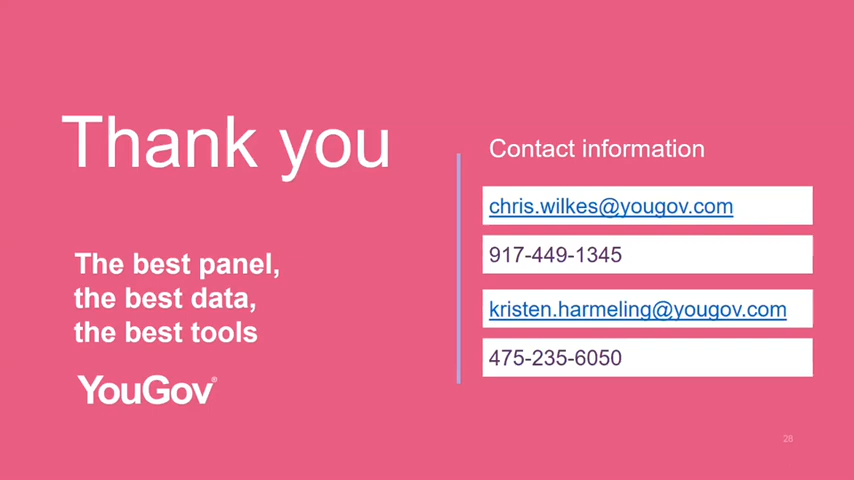 Thank you
The best panel,
the best data,
the best tools
YouGov®
Contact information
chris.wilkes@yougov.com
917-449-1345
kristen.harmeling@yougov.com
475-235-6050
26